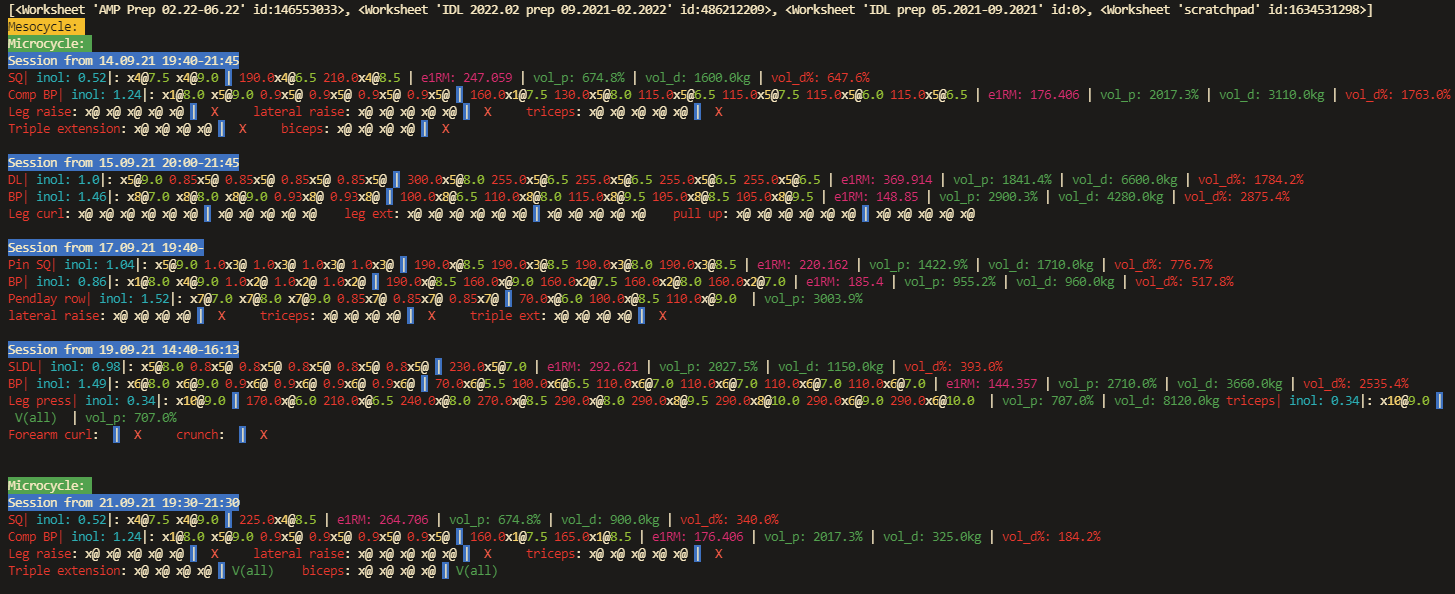 [<Worksheet 'AMP Prep 02.22-06.22' id:146553033>, <Worksheet 'IDL 2022.02 prep 09.2021-02.2022' id:486212209>, <Worksheet 'IDL prep 05.2021-09.2021' id:0>, <Worksheet 'scratchpad' id:1634531298>]
Mesocycle:
Microcycle:
Session from 14.09.21 19:40-21:45
SQ| inol: 0.52|: x4@7.5 x4@9.0 | 190.0x4@6.5 210.0x4@8.5 | e1RM: 247.059 | vol_p: 674.8% | vol_d: 1600.0kg | vol_d%: 647.6%
Comp BP| inol: 1.24|: x1@8.0 x5@9.0 0.9x5@ 0.9x5@ 0.9x5@ 0.9x5@ | 160.0x1@7.5 130.0x5@8.0 115.0x5@6.5 115.0x5@7.5 115.0x5@6.0 115.0x5@6.5 | e1RM: 176.406 | vol_p: 2017.3% | vol_d: 3110.0kg | vol_d%: 1763.0%
Leg raise: x@ x@ x@ x@ x@ | X lateral raise: x@ x@ x@ x@ x@ | X triceps: x@ x@ x@ x@ x@ | X
Triple extension: x@ x@ x@ x@ | X biceps: x@ x@ x@ x@ | X
Session from 15.09.21 20:00-21:45
DL| inol: 1.0|: x5@9.0 0.85x5@ 0.85x5@ 0.85x5@ 0.85x5@ | 300.0x5@8.0 255.0x5@6.5 255.0x5@6.5 255.0x5@6.5 255.0x5@6.5 | e1RM: 369.914 | vol_p: 1841.4% | vol_d: 6600.0kg | vol_d%: 1784.2%
BP| inol: 1.46|: x8@7.0 x8@8.0 x8@9.0 0.93x8@ 0.93x8@ | 100.0x8@6.5 110.0x8@8.0 115.0x8@9.5 105.0x8@8.5 105.0x8@9.5 | e1RM: 148.85 | vol_p: 2900.3% | vol_d: 4280.0kg | vol_d%: 2875.4%
Leg curl: x@ x@ x@ x@ x@ x@ | x@ x@ x@ x@ x@ leg ext: x@ x@ x@ x@ x@ x@ | x@ x@ x@ x@ x@ pull up: x@ x@ x@ x@ x@ x@ | x@ x@ x@ x@ x@
Session from 17.09.21 19:40-
Pin SQ| inol: 1.04|: x5@9.0 1.0x3@ 1.0x3@ 1.0x3@ 1.0x3@ | 190.0x@8.5 190.0x3@8.5 190.0x3@8.0 190.0x3@8.5 | e1RM: 220.162 | vol_p: 1422.9% | vol_d: 1710.0kg | vol_d%: 776.7%
BP| inol: 0.86|: x1@8.0 x4@9.0 1.0x2@ 1.0x2@ 1.0x2@ | 190.0x@8.5 160.0x@9.0 160.0x2@7.5 160.0x2@8.0 160.0x2@7.0 | e1RM: 185.4 | vol_p: 955.2% | vol_d: 960.0kg | vol_d%: 517.8%
Pendlay row| inol: 1.52|: x7@7.0 x7@8.0 x7@9.0 0.85x7@ 0.85x7@ 0.85x7@ | 70.0x@6.0 100.0x@8.5 110.0x@9.0 | vol_p: 3003.9%
lateral raise: x@ x@ x@ x@ | X triceps: x@ x@ x@ x@ | X triple ext: x@ x@ x@ x@ | X
Session from 19.09.21 14:40-16:13
SLDL| inol: 0.98|: x5@8.0 0.8x5@ 0.8x5@ 0.8x5@ 0.8x5@ 0.8x5@ | 230.0x5@7.0 | e1RM: 292.621 | vol_p: 2027.5% | vol_d: 1150.0kg | vol_d%: 393.0%
BP| inol: 1.49|: x6@8.0 x6@9.0 0.9x6@ 0.9x6@ 0.9x6@ 0.9x6@ | 70.0x@5.5 100.0x@6.5 110.0x@7.0 110.0x@7.0 110.0x@7.0 110.0x@7.0 | e1RM: 144.357 | vol_p: 2710.0% | vol_d: 3660.0kg | vol_d%: 2535.4%
Leg press| inol: 0.34|: x10@9.0 | 170.0x@6.0 210.0x@6.5 240.0x@8.0 270.0x@8.5 290.0x@8.0 290.0x8@9.5 290.0x8@10.0 290.0x6@9.0 290.0x6@10.0 | vol_p: 707.0% | vol_d: 8120.0kg triceps| inol: 0.34|: x10@9.0 |
V(all) | vol_p: 707.0%
Forearm curl: | X crunch: | X
Microcycle:
Session from 21.09.21 19:30-21:30
SQ| inol: 0.52|: x4@7.5 x4@9.0 | 225.0x4@8.5 | e1RM: 264.706 | vol_p: 674.8% | vol_d: 900.0kg | vol_d%: 340.0%
Comp BP| inol: 1.24|: x1@8.0 x5@9.0 0.9x5@ 0.9x5@ 0.9x5@ 0.9x5@ | 160.0x1@7.5 165.0x1@8.5 | e1RM: 176.406 | vol_p: 2017.3% | vol_d: 325.0kg | vol_d%: 184.2%
Leg raise: x@ x@ x@ x@ x@ | X lateral raise: x@ x@ x@ x@ x@ | X triceps: x@ x@ x@ x@ x@ | X
Triple extension: x@ x@ x@ x@ | V(all) biceps: x@ x@ x@ x@ | V(all)